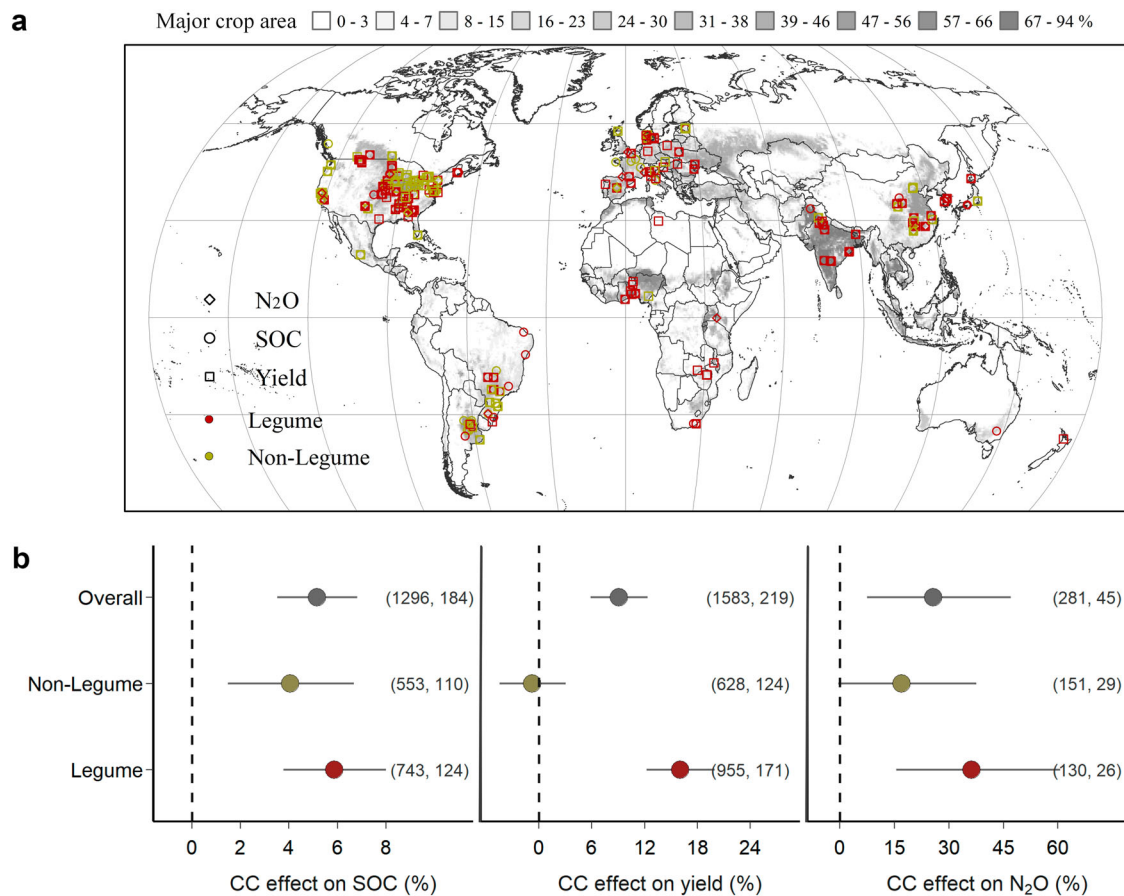 a
Major crop area 0 - 3 4 - 7 8 - 15 16 - 23 24 - 30 31 - 38 39 - 46 47 - 56 57 - 66 67 - 94 %
N2O
SOC
Yield
Legume
Non-Legume
b
Overall (1296, 184) (1583, 219) (281, 45)
Non-Legume (553, 110) (628, 124) (151, 29)
Legume (743, 124) (955, 171) (130, 26)
0 2 4 6 8 0 4 8 12 16 20 24 0 15 30 45 60
CC effect on SOC (%) CC effect on yield (%) CC effect on N₂O (%)